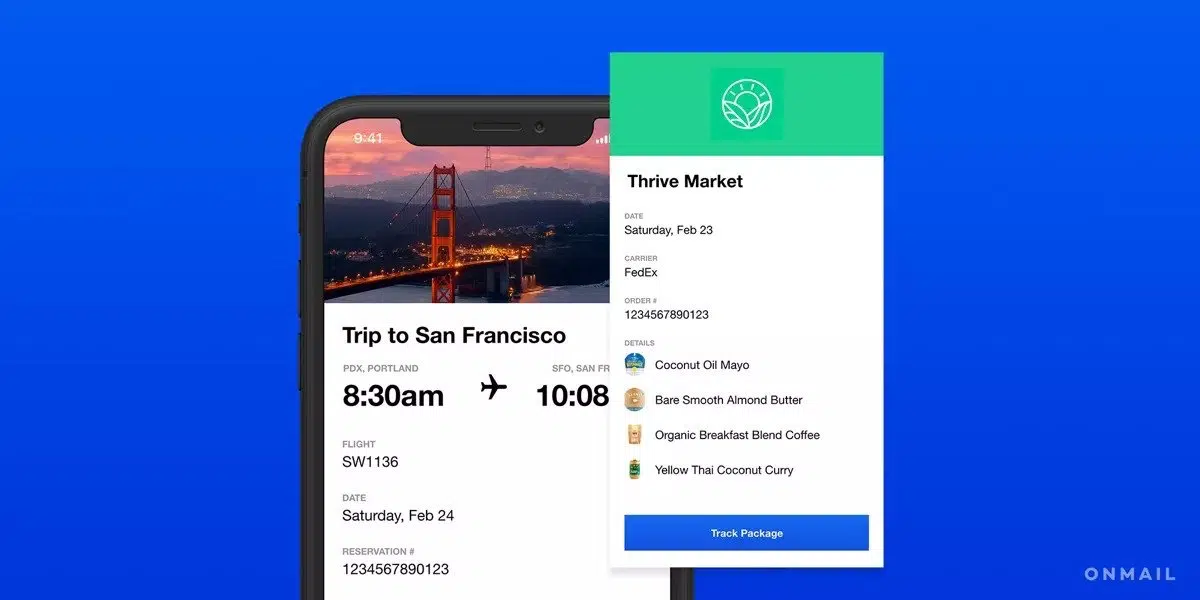 9:41
Trip to San Francisco
PDX, PORTLAND
SFO, SAN FR
8:30am
10:08
FLIGHT
SW1136
DATE
Saturday, Feb 24
RESERVATION #
1234567890123
Thrive Market
DATE
Saturday, Feb 23
CARRIER
FedEx
ORDER #
1234567890123
DETAILS
Coconut Oil Mayo
Bare Smooth Almond Butter
Organic Breakfast Blend Coffee
Yellow Thai Coconut Curry
Track Package
ONMAIL